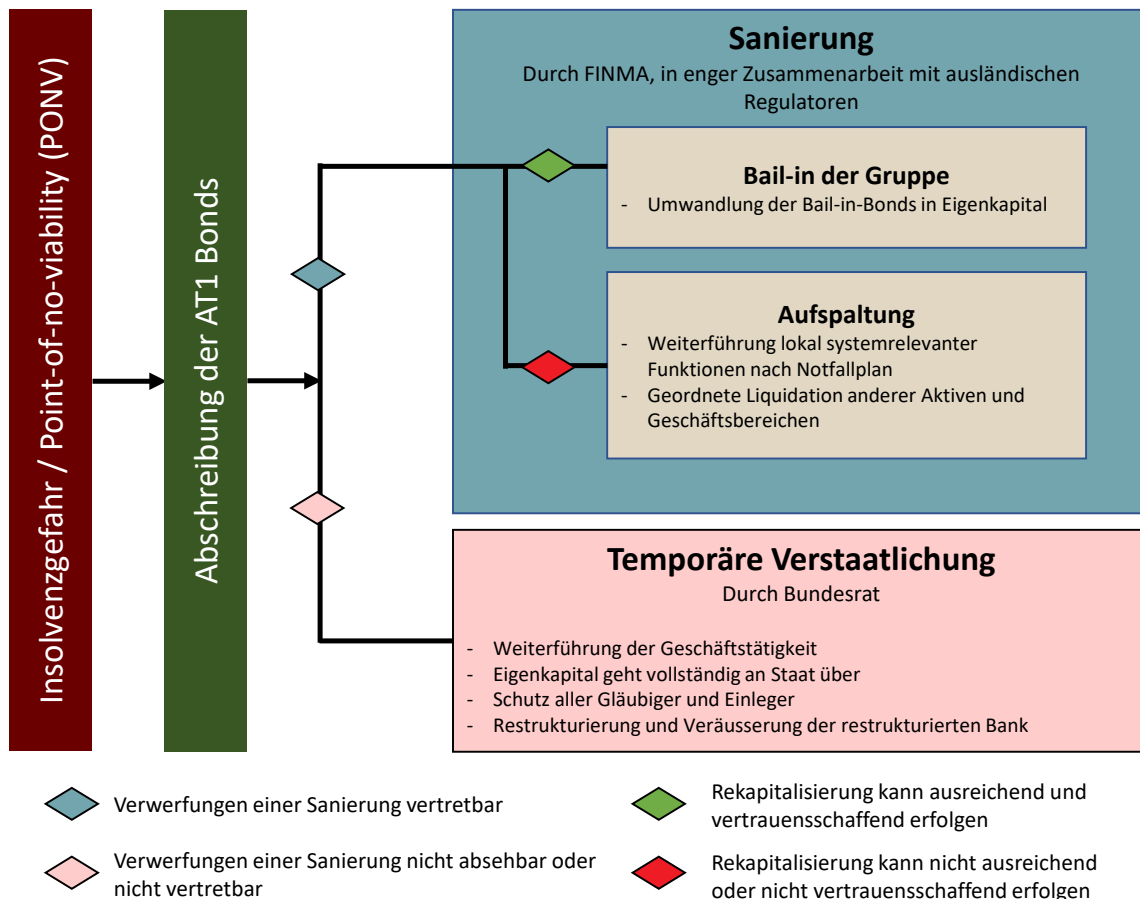 Insolvenzgefahr / Point-of-no-viability (PONV)
Abschreibung der AT1 Bonds
Sanierung
Durch FINMA, in enger Zusammenarbeit mit ausländischen
Regulatoren
Bail-in der Gruppe
- Umwandlung der Bail-in-Bonds in Eigenkapital
Aufspaltung
- Weiterführung lokal systemrelevanter
Funktionen nach Notfallplan
- Geordnete Liquidation anderer Aktiven und
Geschäftsbereichen
Temporäre Verstaatlichung
Durch Bundesrat
- Weiterführung der Geschäftstätigkeit
- Eigenkapital geht vollständig an Staat über
- Schutz aller Gläubiger und Einleger
- Restrukturierung und Veräusserung der restrukturierten Bank
Verwerfungen einer Sanierung vertretbar
Verwerfungen einer Sanierung nicht absehbar oder
nicht vertretbar
Rekapitalisierung kann ausreichend und
vertrauensschaffend erfolgen
Rekapitalisierung kann nicht ausreichend
oder nicht vertrauensschaffend erfolgen